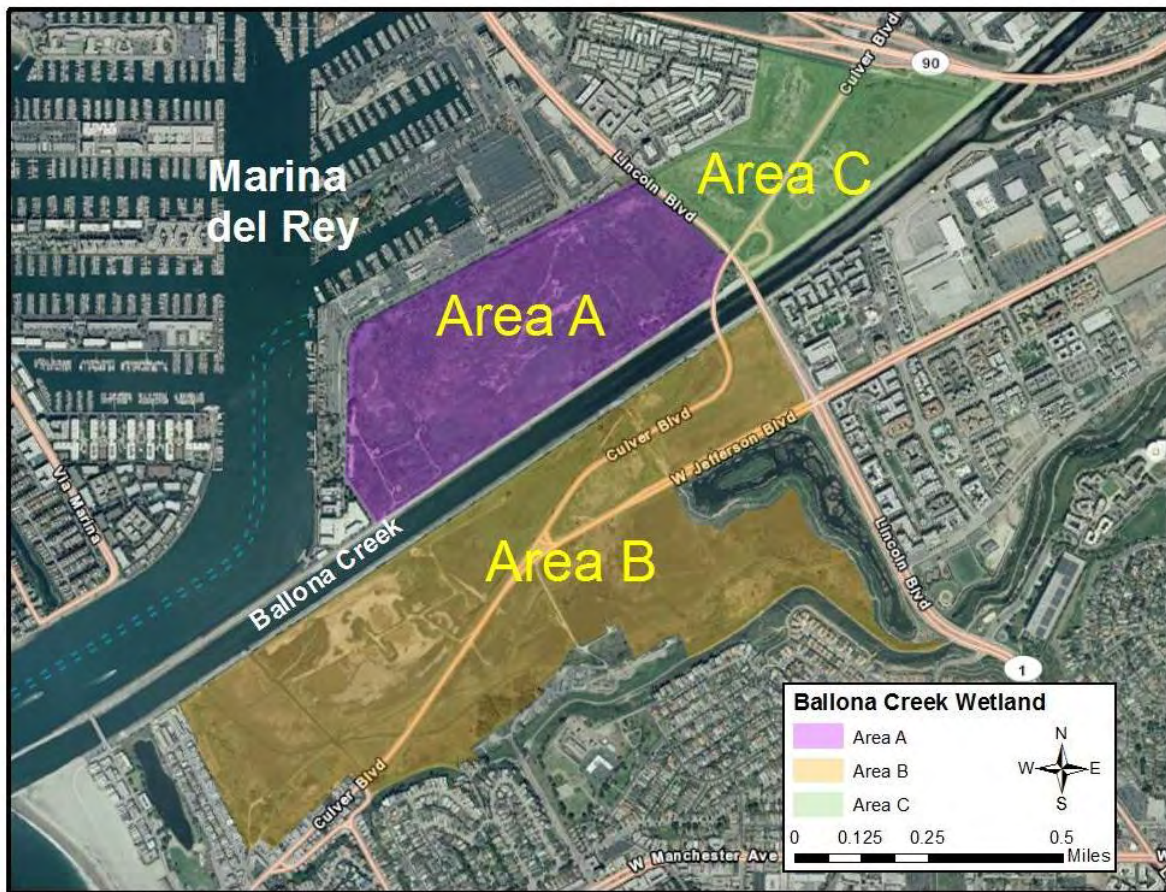 Culver Blvd
90
Marina
del Rey
Lincoln Blvd
Area C
Area A
Culver Blvd
W Jefferson Blvd
Via Marina
Area B
Ballona Creek
Lincoln Blvd
1
Ballona Creek Wetland
Area A
Area B
Area C
N
W E
S
0 0.125 0.25 0.5
Miles
Culver Blvd
W Manchester Ave
W